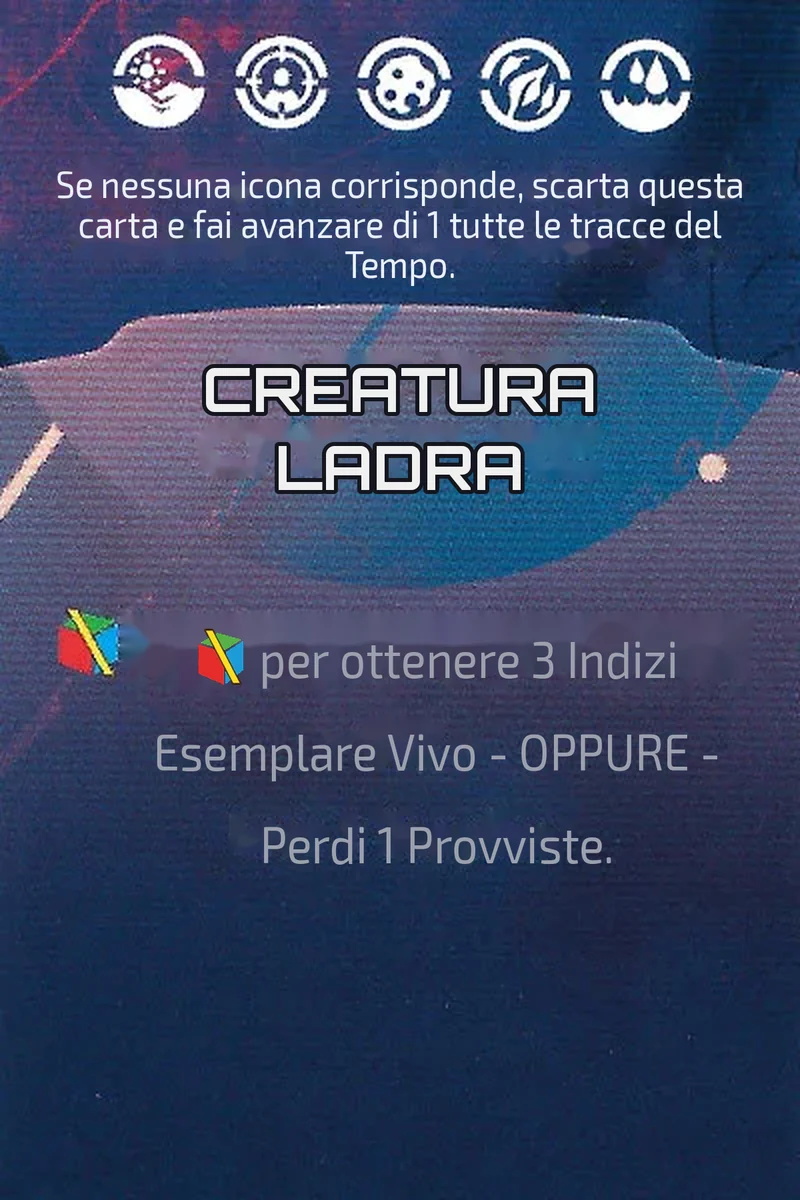 Se nessuna icona corrisponde, scarta questa
carta e fai avanzare di 1 tutte le tracce del
Tempo.
CREATURA
LADRA
per ottenere 3 Indizi
Esemplare Vivo - OPPURE -
Perdi 1 Provviste.